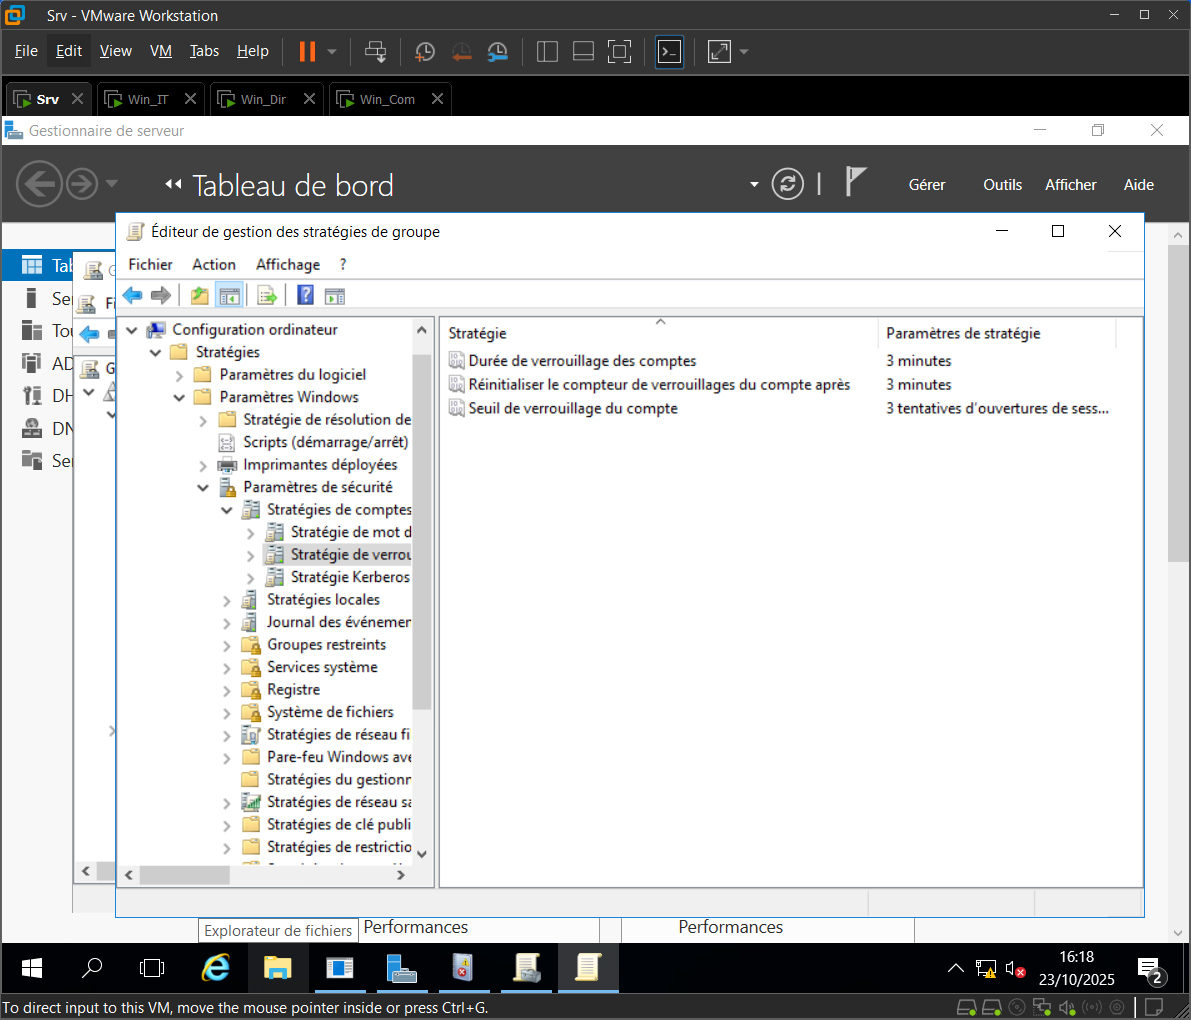 Srv - VMware Workstation
File Edit View VM Tabs Help
Srv Win_IT Win_Dir Win_Com
Gestionnaire de serveur
Tableau de bord
Gérer Outils Afficher Aide
Éditeur de gestion des stratégies de groupe
Fichier Action Affichage ?
Configuration ordinateur
Stratégies
Paramètres du logiciel
Paramètres Windows
Stratégie de résolution de
Scripts (démarrage/arrêt)
Imprimantes déployées
Paramètres de sécurité
Stratégies de comptes
Stratégie de mot d
Stratégie de verrou
Stratégie Kerberos
Stratégies locales
Journal des événemen
Groupes restreints
Services système
Registre
Système de fichiers
Stratégies de réseau fi
Pare-feu Windows ave
Stratégies du gestionn
Stratégies de réseau sa
Stratégies de clé publi
Stratégies de restrictio
Stratégie Paramètres de stratégie
Durée de verrouillage des comptes 3 minutes
Réinitialiser le compteur de verrouillages du compte après 3 minutes
Seuil de verrouillage du compte 3 tentatives d'ouvertures de sess...
Tab
Se
Tou
AD
DH
DN
Ser
Explorateur de fichiers
Performances Performances
16:18
23/10/2025
2
To direct input to this VM, move the mouse pointer inside or press Ctrl+G.